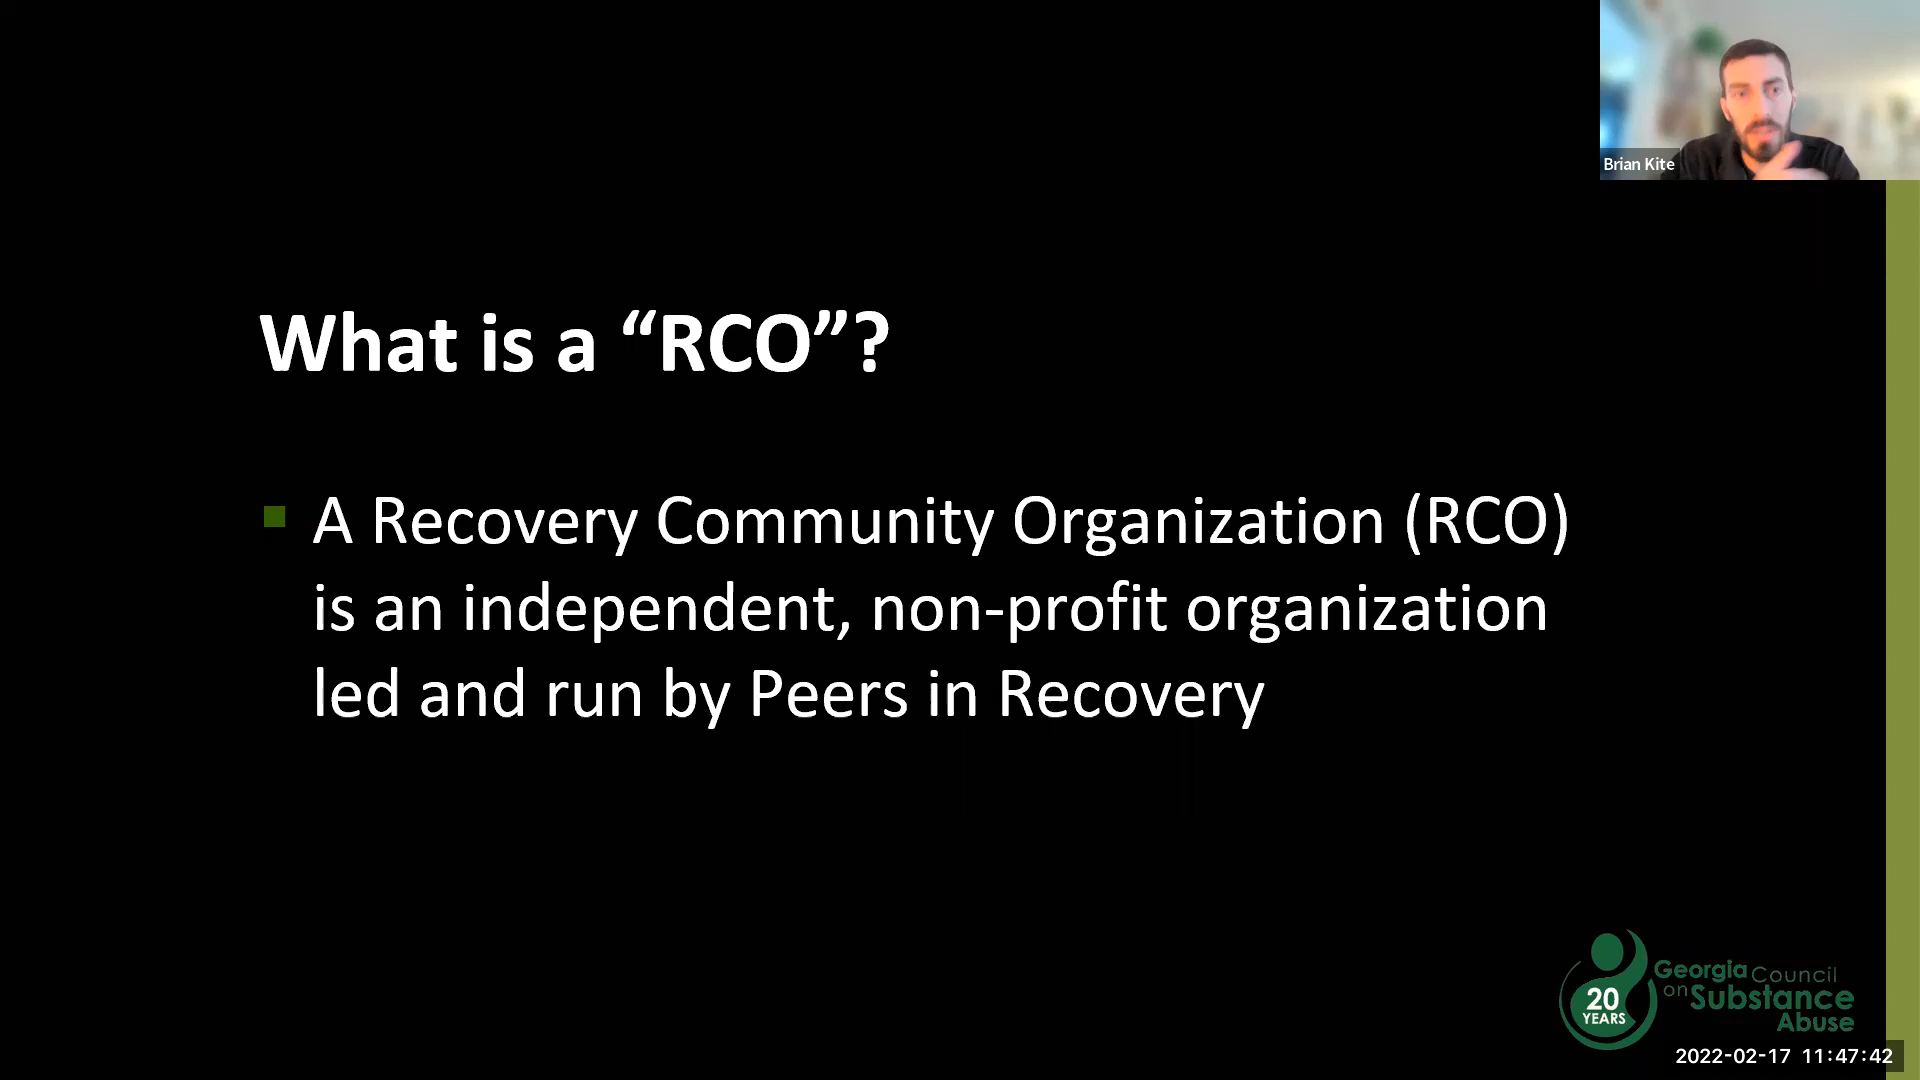 Brian Kite
What is a “RCO”?
A Recovery Community Organization (RCO)
is an independent, non-profit organization
led and run by Peers in Recovery
20
YEARS
Georgia Council
on Substance
Abuse
2022-02-17 11:47:42